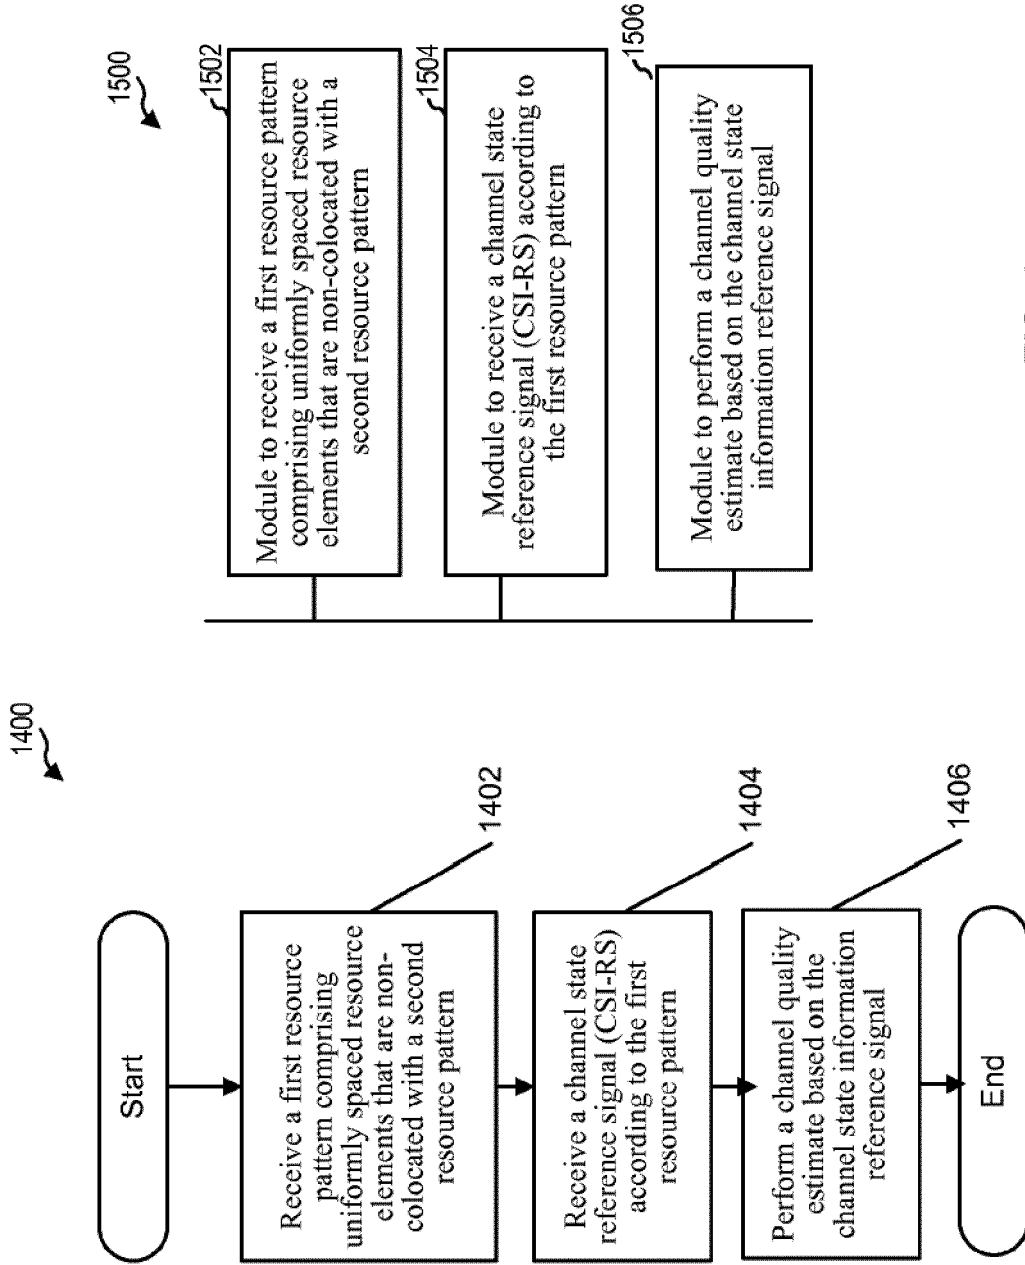 1400
Start
Receive a first resource
pattern comprising
uniformly spaced resource
elements that are non-
colocated with a second
resource pattern
1402
Receive a channel state
reference signal (CSI-RS)
according to the first
resource pattern
1404
Perform a channel quality
estimate based on the
channel state information
reference signal
1406
End
1500
1502
Module to receive a first resource pattern
comprising uniformly spaced resource
elements that are non-colocated with a
second resource pattern
1504
Module to receive a channel state
reference signal (CSI-RS) according to
the first resource pattern
1506
Module to perform a channel quality
estimate based on the channel state
information reference signal